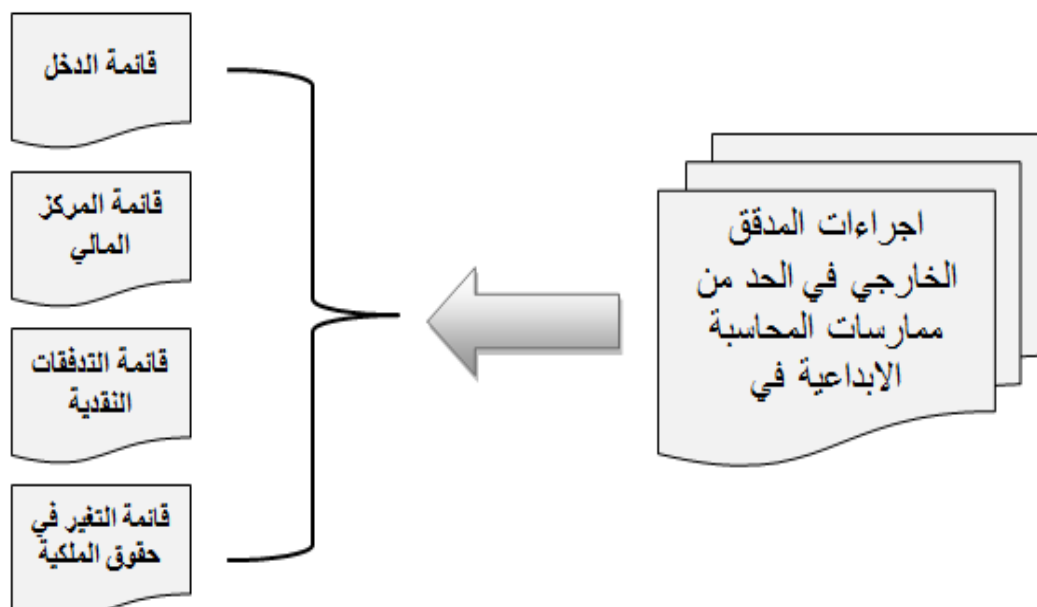 اجراءات المدقق
الخارجي في الحد من
ممارسات المحاسبة
الابداعية في
قائمة الدخل
قائمة المركز
المالي
قائمة التدفقات
النقدية
قائمة التغير في
حقوق الملكية